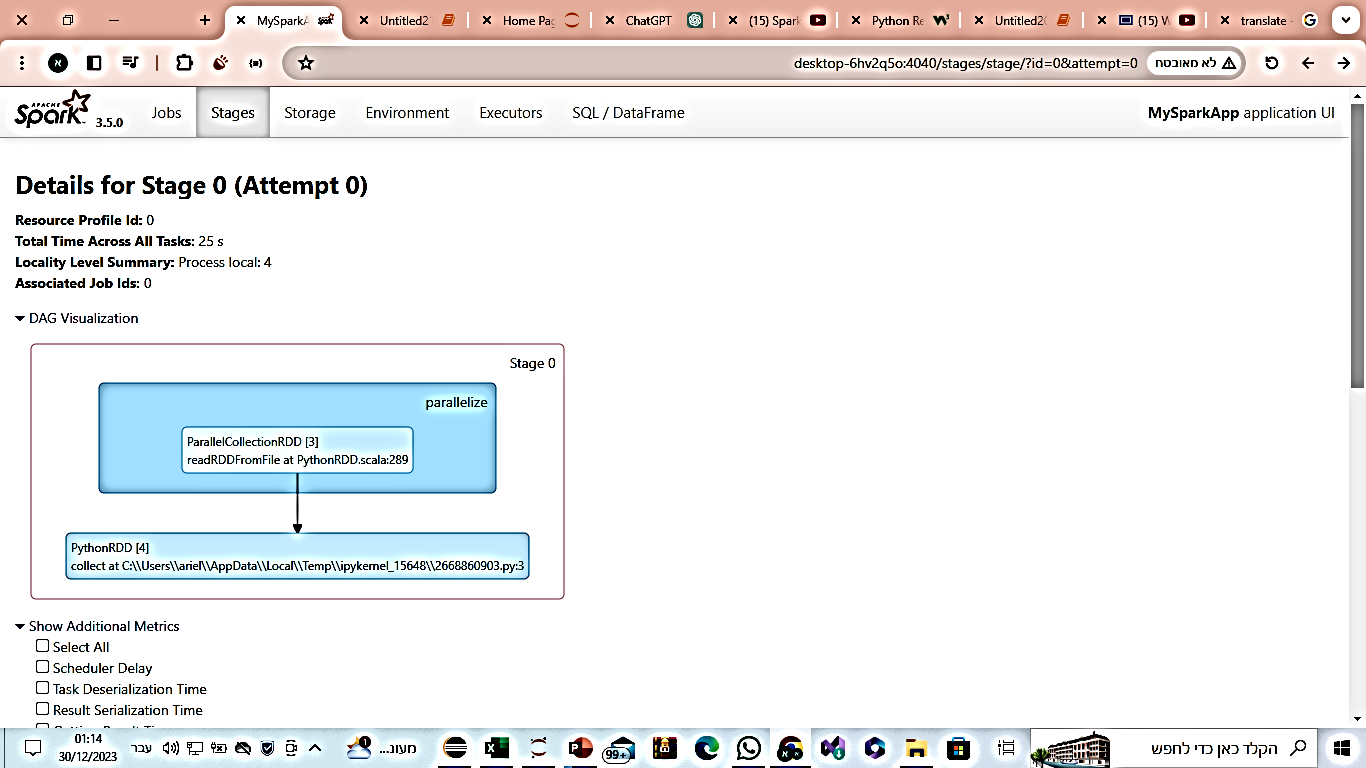 MySparkA
Untitled2
Home Pag
ChatGPT
(15) Spark
Python Re
Untitled2
(15) W
translate -
desktop-6hv2q5o:4040/stages/stage/?id=0&attempt=0
לא מאובטח
APACHE
Spark 3.5.0
Jobs
Stages
Storage
Environment
Executors
SQL / DataFrame
MySparkApp application UI
Details for Stage 0 (Attempt 0)
Resource Profile Id: 0
Total Time Across All Tasks: 25 s
Locality Level Summary: Process local: 4
Associated Job Ids: 0
DAG Visualization
Stage 0
parallelize
ParallelCollectionRDD [3]
readRDDFromFile at PythonRDD.scala:289
PythonRDD [4]
collect at C:\\Users\\ariel\\AppData\\Local\\Temp\\ipykernel_15648\\2668860903.py:3
Show Additional Metrics
Select All
Scheduler Delay
Task Deserialization Time
Result Serialization Time
01:14
30/12/2023
עבר
מעונ...
99+
הקלד כאן כדי לחפש